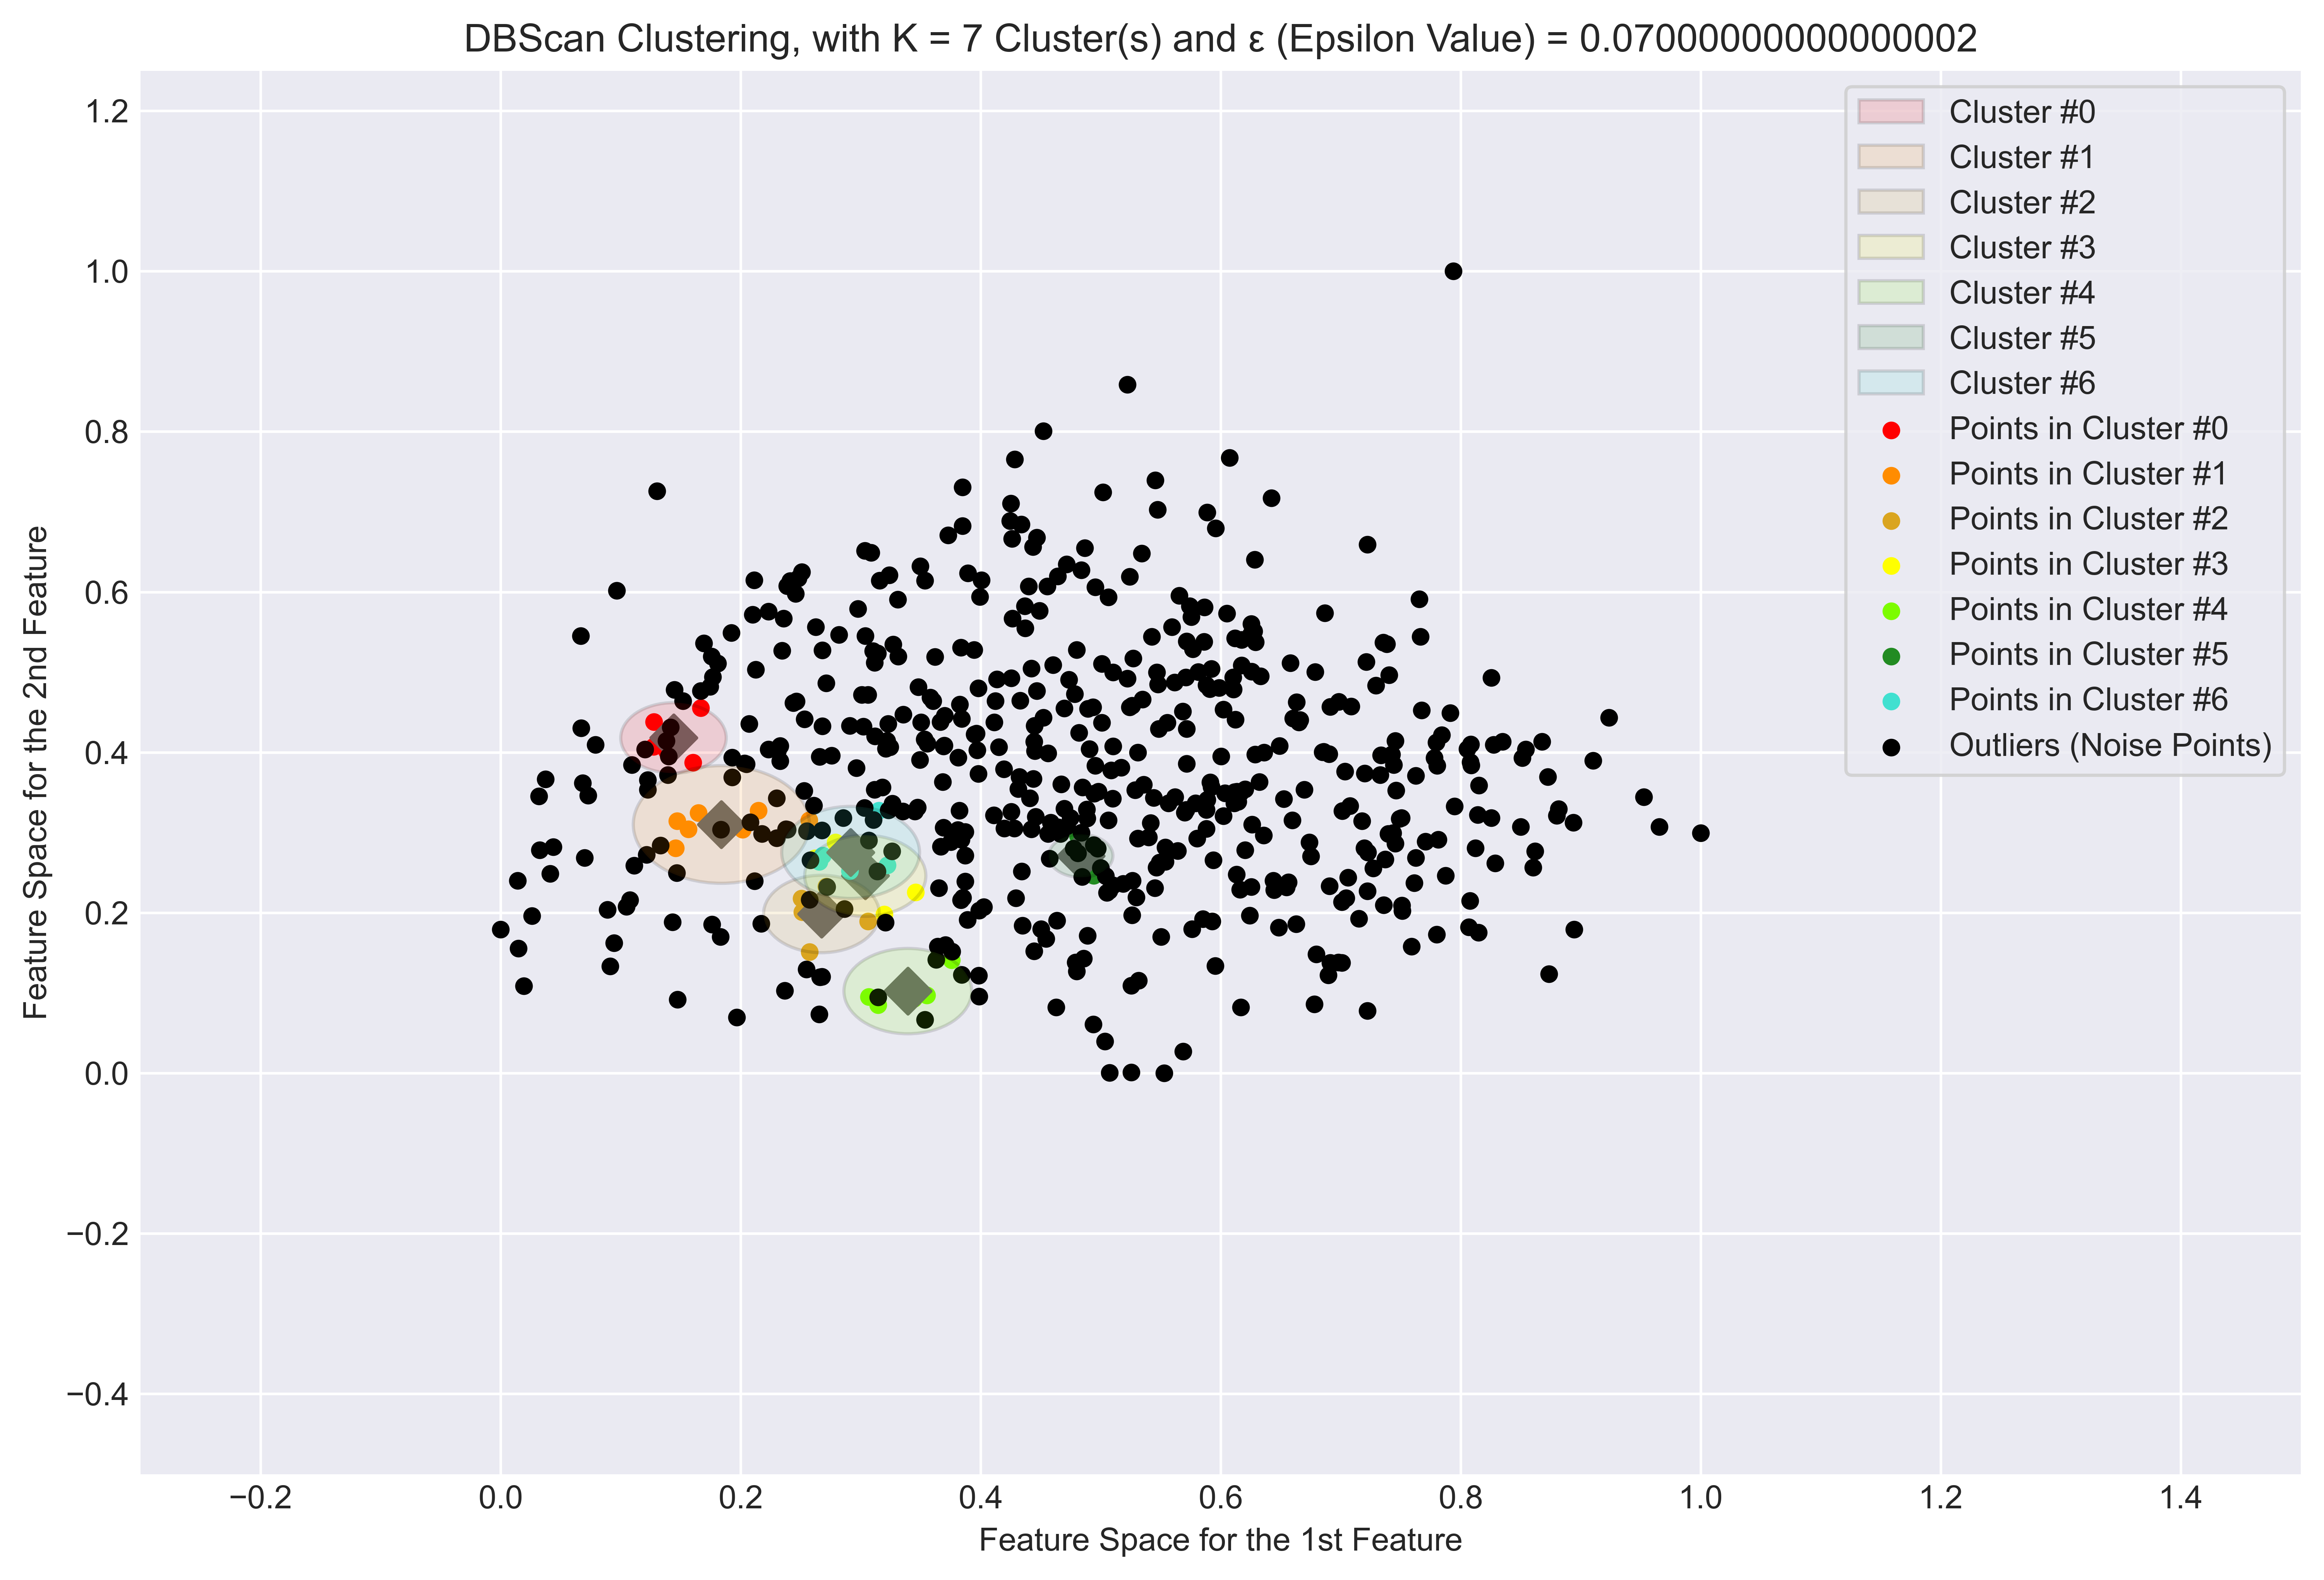 DBScan Clustering, with K = 7 Cluster(s) and ε (Epsilon Value) = 0.07000000000000002
Feature Space for the 2nd Feature
1.2
1.0
0.8
0.6
0.4
0.2
0.0
−0.2
−0.4
Cluster #0
Cluster #1
Cluster #2
Cluster #3
Cluster #4
Cluster #5
Cluster #6
Points in Cluster #0
Points in Cluster #1
Points in Cluster #2
Points in Cluster #3
Points in Cluster #4
Points in Cluster #5
Points in Cluster #6
Outliers (Noise Points)
−0.2 0.0 0.2 0.4 0.6 0.8 1.0 1.2 1.4
Feature Space for the 1st Feature